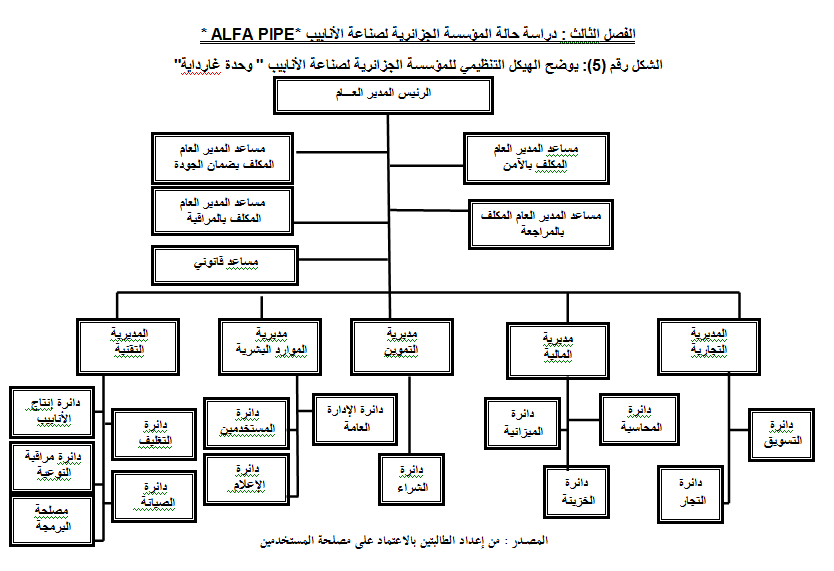 الفصل الثالث : دراسة حالة المؤسسة الجزائرية لصناعة الأنابيب *ALFA PIPE *
الشكل رقم (5): يوضح الهيكل التنظيمي للمؤسسة الجزائرية لصناعة الأنابيب " وحدة غارداية"
الرئيس المدير العـــام
مساعد المدير العام
المكلف بالأمن
مساعد المدير العام
المكلف بضمان الجودة
مساعد المدير العام المكلف
بالمراجعة
مساعد المدير العام
المكلف بالمراقبة
مساعد قانوني
المديرية
التجارية
مديرية
المالية
مديرية
التموين
مديرية
الموارد البشرية
المديرية
التقنية
دائرة
التسويق
دائرة
التجار
دائرة
المحاسبة
دائرة
الميزانية
دائرة
الخزينة
دائرة
الشراء
دائرة الإدارة
العامة
دائرة
المستخدمين
دائرة
الإعلام
دائرة
التغليف
دائرة
الصيانة
دائرة إنتاج
الأنابيب
دائرة مراقبة
النوعية
مصلحة
البرمجة
المصدر : من إعداد الطالبتين بالاعتماد على مصلحة المستخدمين